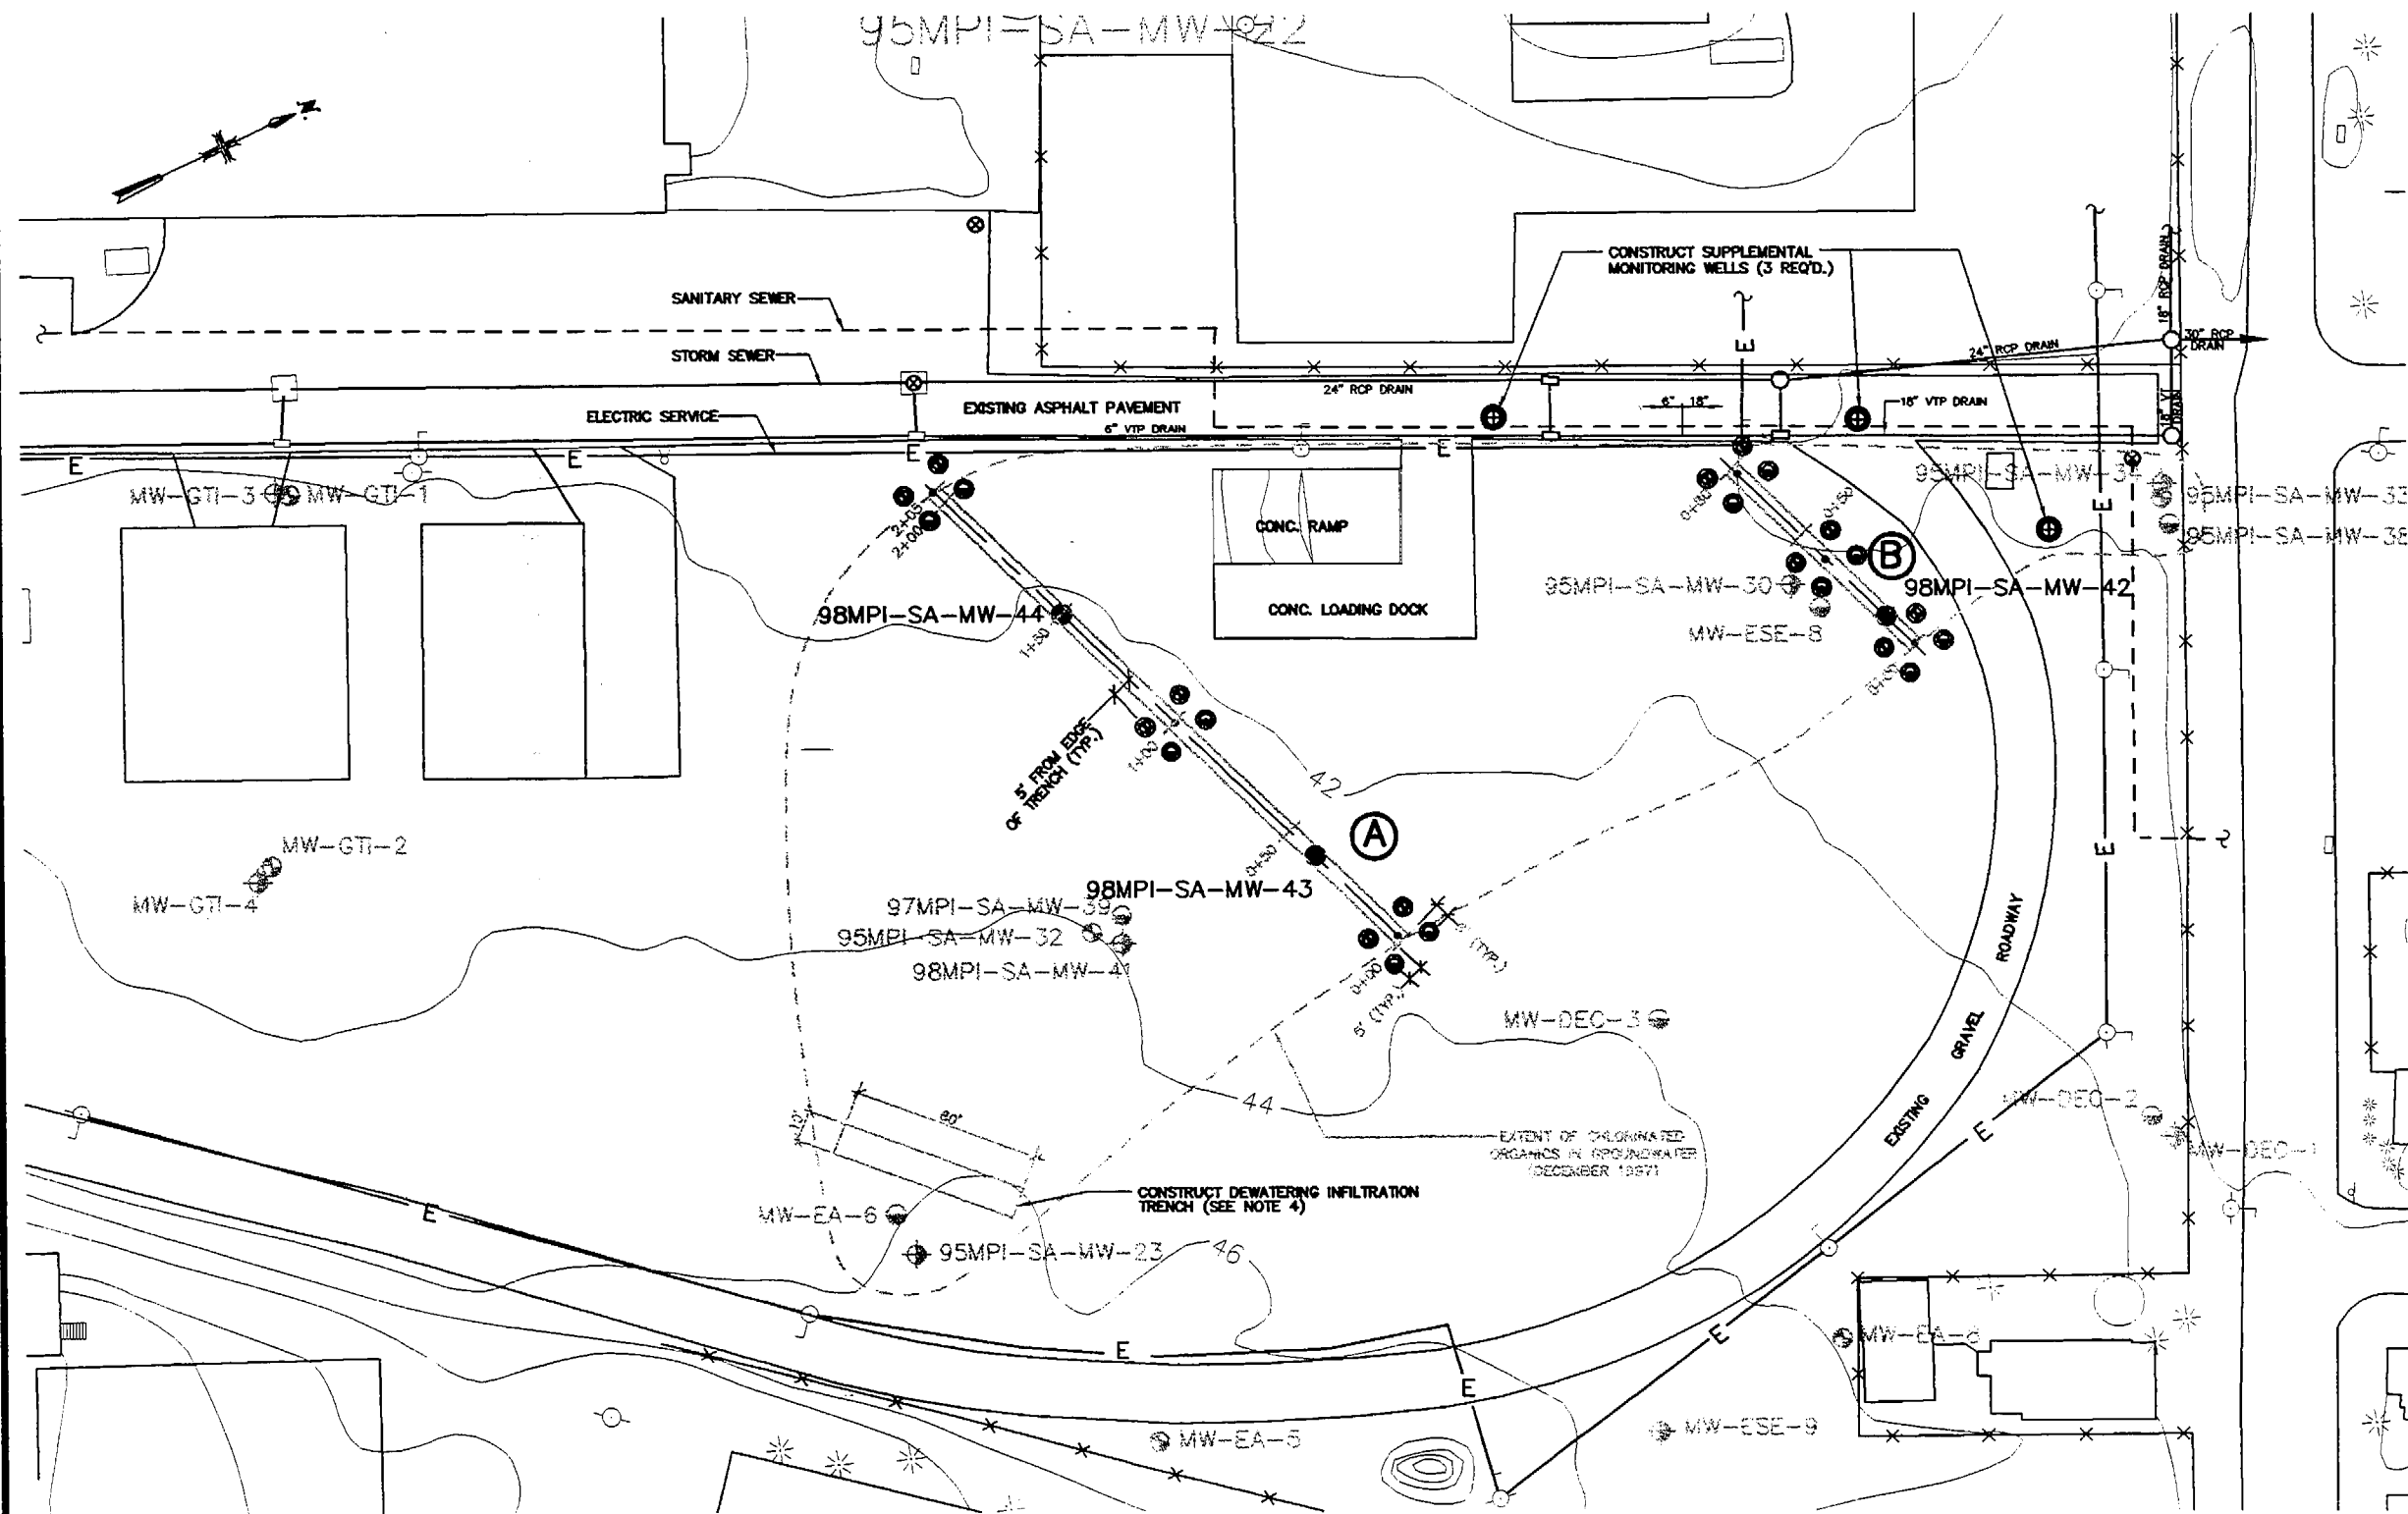 95MPI-SA-MW-22
N
CONSTRUCT SUPPLEMENTAL
MONITORING WELLS (3 REQ'D.)
SANITARY SEWER
STORM SEWER
ELECTRIC SERVICE
EXISTING ASPHALT PAVEMENT
6" VTP DRAIN
24" RCP DRAIN
24" RCP DRAIN
18" RCP DRAIN
30" RCP
DRAIN
6" 18"
18" VTP DRAIN
E
E
E
E
E
E
MW-GTI-3
MW-GTI-1
95MPI-SA-MW-34
95MPI-SA-MW-33
95MPI-SA-MW-38
2+05
2+00
CONC. RAMP
CONC. LOADING DOCK
0+80
0+50
B
95MPI-SA-MW-30
98MPI-SA-MW-42
MW-ESE-8
98MPI-SA-MW-44
1+50
1+00
5' FROM EDGE
OF TRENCH (TYP.)
42
A
0+50
98MPI-SA-MW-43
MW-GTI-2
MW-GTI-4
97MPI-SA-MW-39
95MPI-SA-MW-32
98MPI-SA-MW-41
0+00
5' (TYP.)
(TYP.)
E
MW-DEC-3
EXISTING GRAVEL ROADWAY
44
60'
EXTENT OF CHLORINATED
ORGANICS IN GROUNDWATER
(DECEMBER 1997)
CONSTRUCT DEWATERING INFILTRATION
TRENCH (SEE NOTE 4)
MW-DEC-2
MW-DEC-1
E
MW-EA-6
95MPI-SA-MW-23
46
E
E
E
E
MW-EA-5
MW-ESE-9